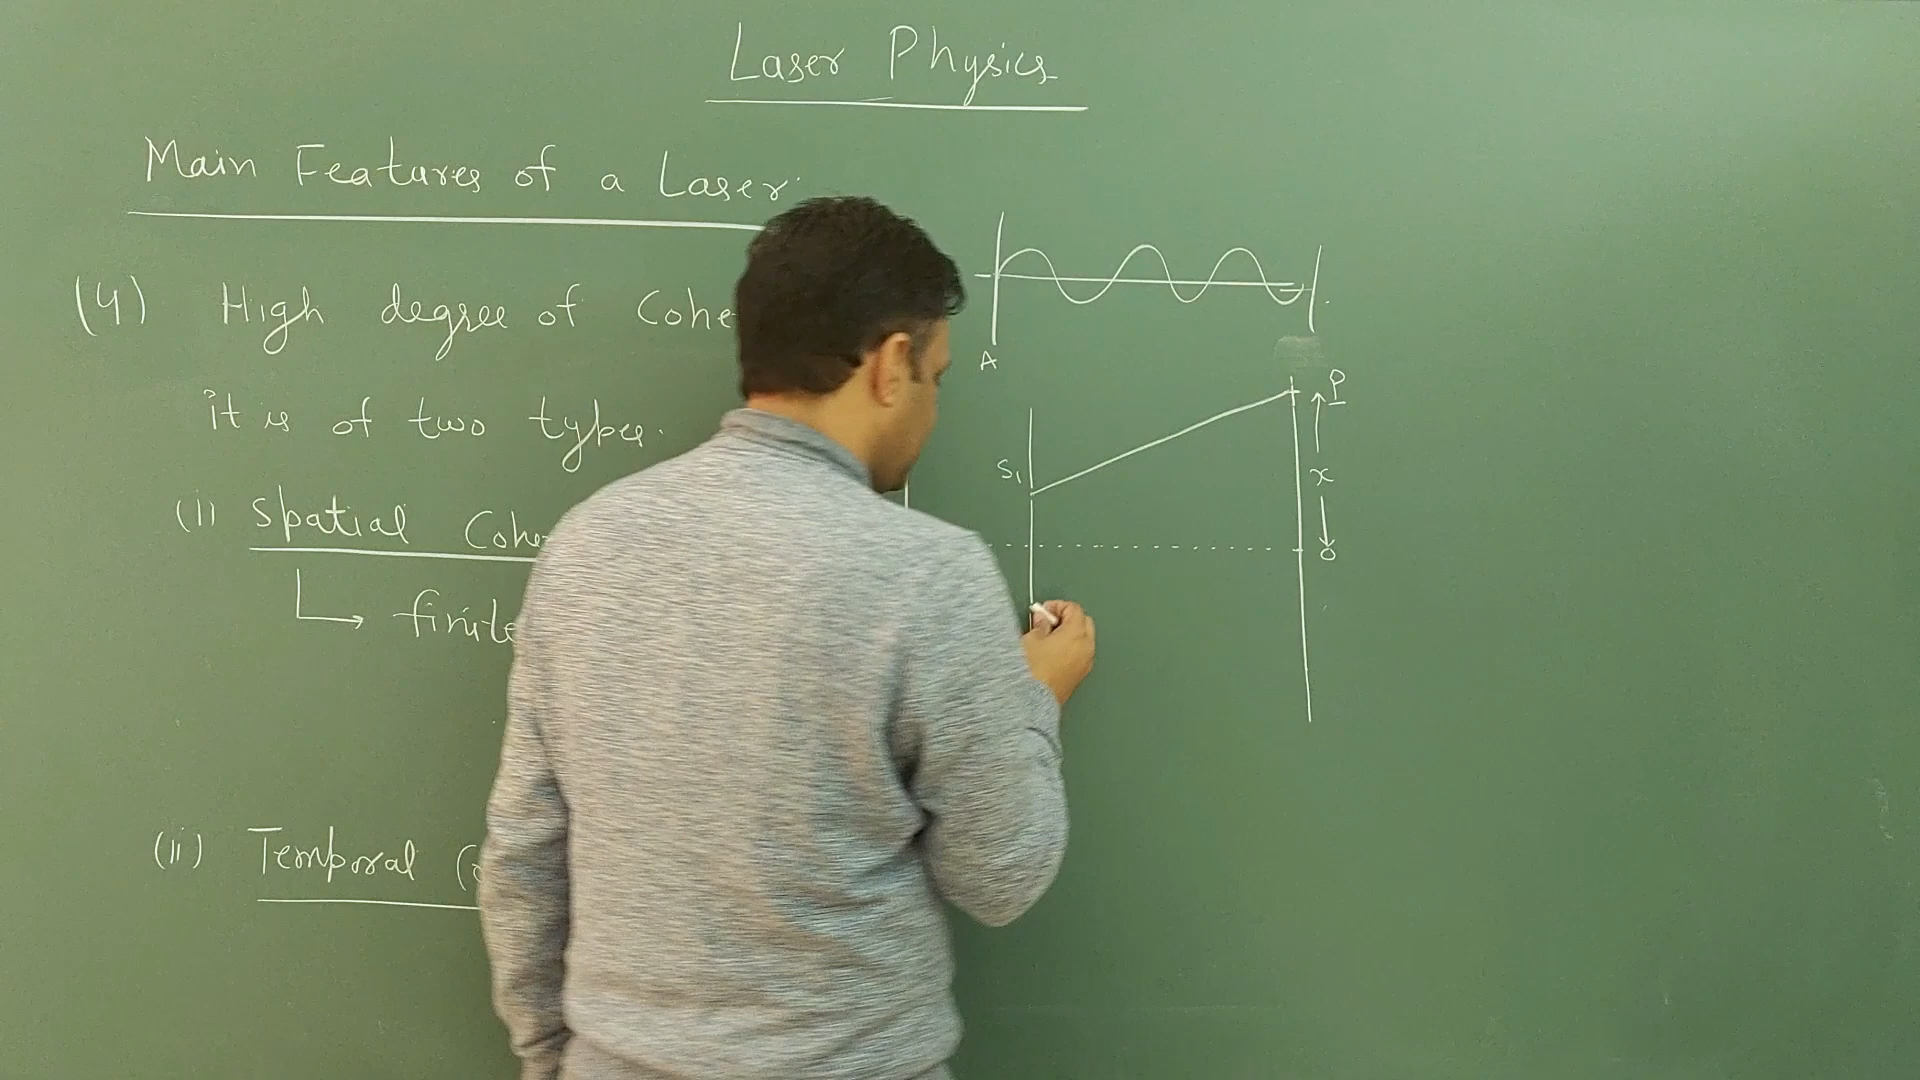 Laser Physics
Main Features of a Laser.
(4) High degree of Cohe
it is of two types.
(i) Spatial Cohe
finite
(ii) Temporal (
A
P
S1
x
O